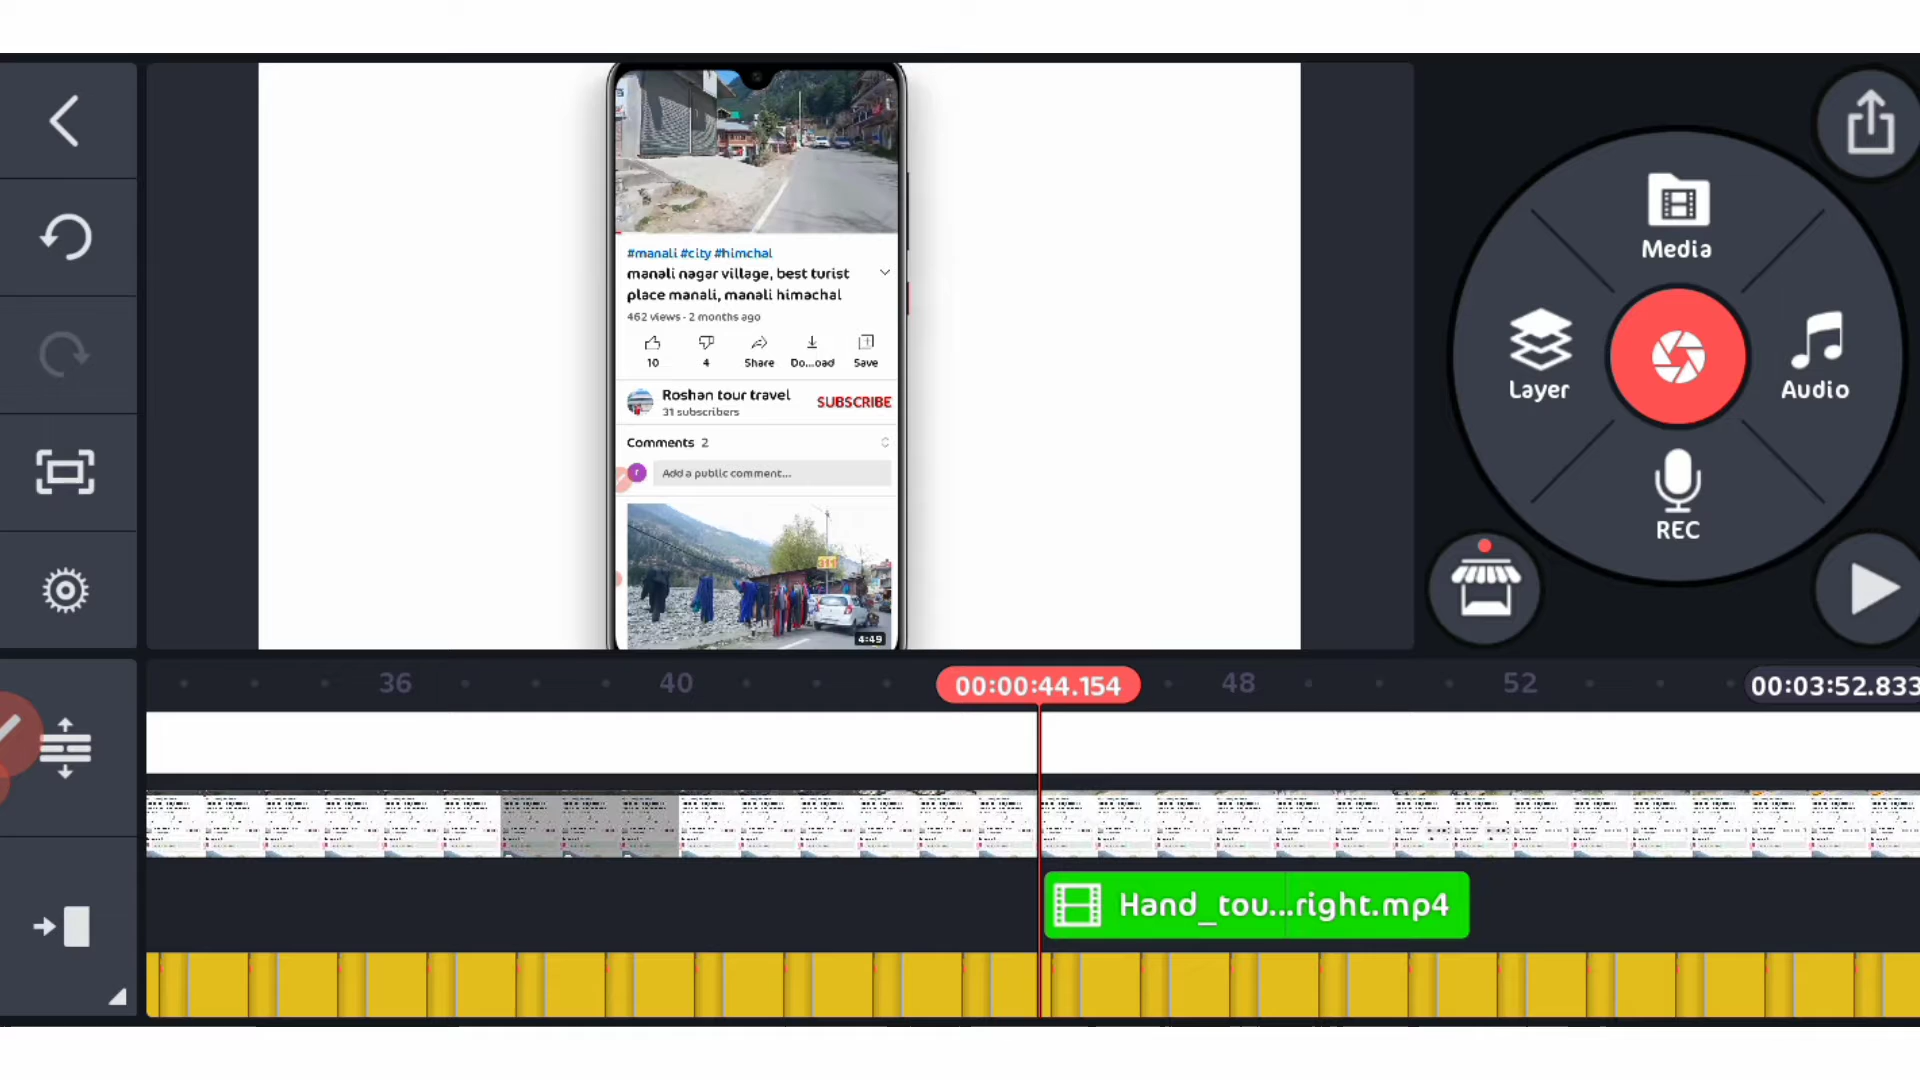 #manali #city #himchal
manali nagar village, best turist
place manali, manali himachal
462 views · 2 months ago
10
4
Share
Do...oad
Save
Roshan tour travel
31 subscribers
SUBSCRIBE
Comments 2
r
Add a public comment...
4:49
Media
Layer
Audio
REC
36
40
00:00:44.154
48
52
00:03:52.833
Hand_tou...right.mp4